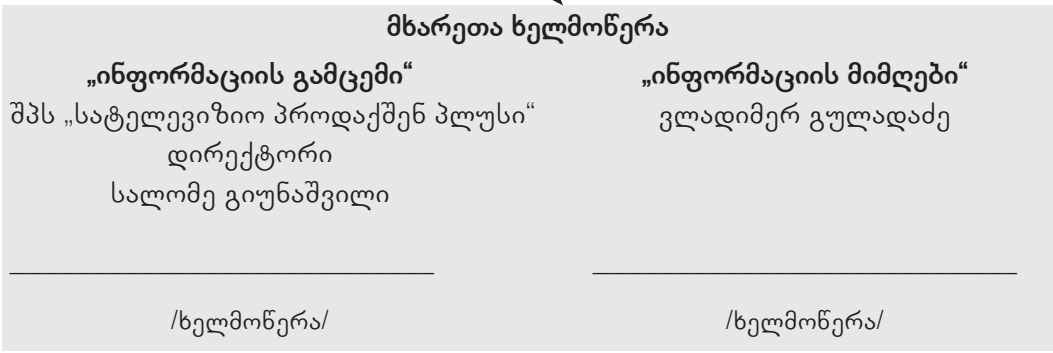 მხარეთა ხელმოწერა
„ინფორმაციის გამცემი“
შპს „სატელევიზიო პროდაქშენ პლუსი“
დირექტორი
სალომე გიუნაშვილი
/ხელმოწერა/
„ინფორმაციის მიმღები“
ვლადიმერ გულადაძე
/ხელმოწერა/